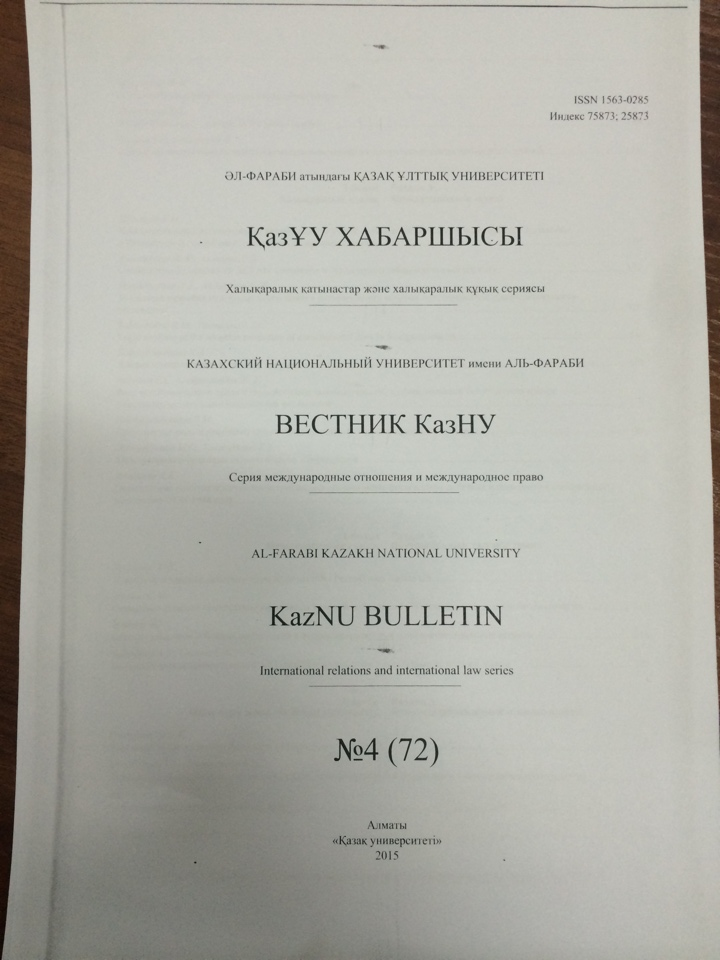 ISSN 1563-0285
Индекс 75873; 25873
ӘЛ-ФАРАБИ атындағы ҚАЗАҚ ҰЛТТЫҚ УНИВЕРСИТЕТІ
ҚазҰУ ХАБАРШЫСЫ
Халықаралық қатынастар және халықаралық құқық сериясы
КАЗАХСКИЙ НАЦИОНАЛЬНЫЙ УНИВЕРСИТЕТ имени АЛЬ-ФАРАБИ
ВЕСТНИК КазНУ
Серия международные отношения и международное право
AL-FARABI KAZAKH NATIONAL UNIVERSITY
KazNU BULLETIN
International relations and international law series
№4 (72)
Алматы
«Қазақ университеті»
2015